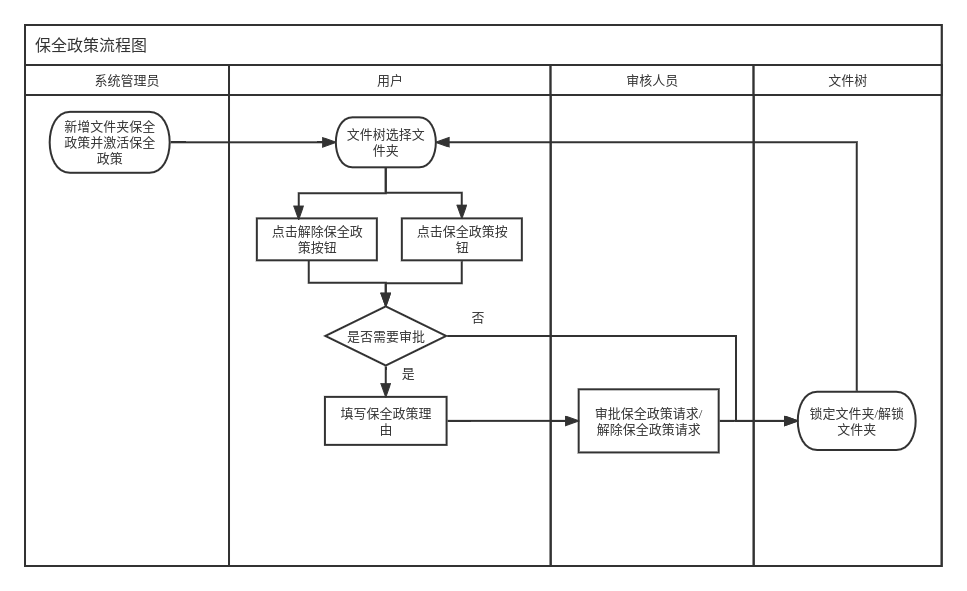 保全政策流程图
系统管理员
用户
审核人员
文件树
新增文件夹保全
政策并激活保全
政策
文件树选择文
件夹
点击解除保全政
策按钮
点击保全政策按
钮
是否需要审批
否
是
填写保全政策理
由
审批保全政策请求/
解除保全政策请求
锁定文件夹/解锁
文件夹